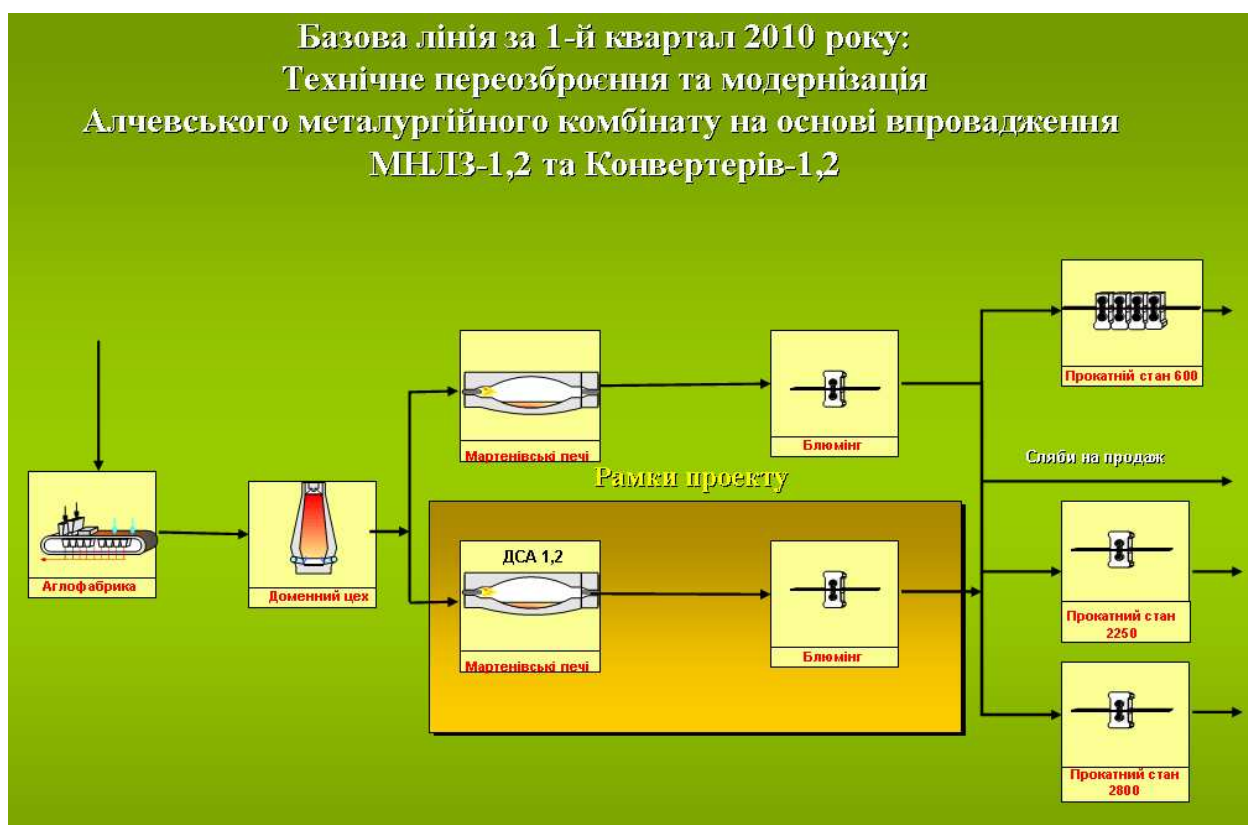 Базова лінія за 1-й квартал 2010 року:
Технічне переозброєння та модернізація
Алчевського металургійного комбінату на основі впровадження
МНЛЗ-1,2 та Конвертерів-1,2
Прокатній стан 600
Мартенівські печі
Блюмінг
Сляби на продаж
Рамки проекту
Аглофабрика
Доменний цех
ДСА 1,2
Мартенівські печі
Блюмінг
Прокатний стан
2250
Прокатний стан
2800